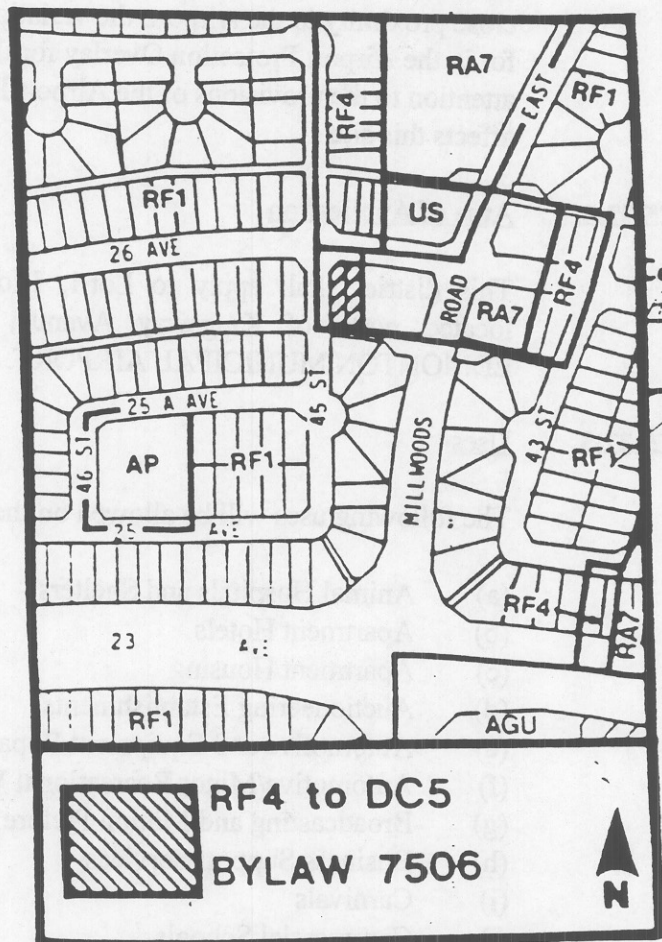 RA7
EAST
RF1
RF4
RF1
US
26 AVE
ROAD
RA7
RF4
25 A AVE
45 ST
46 ST
AP
RF1
MILLWOODS
43 ST
RF1
25 AVE
RF4
RA7
23 AVE
RF1
AGU
RF4 to DC5
BYLAW 7506
N